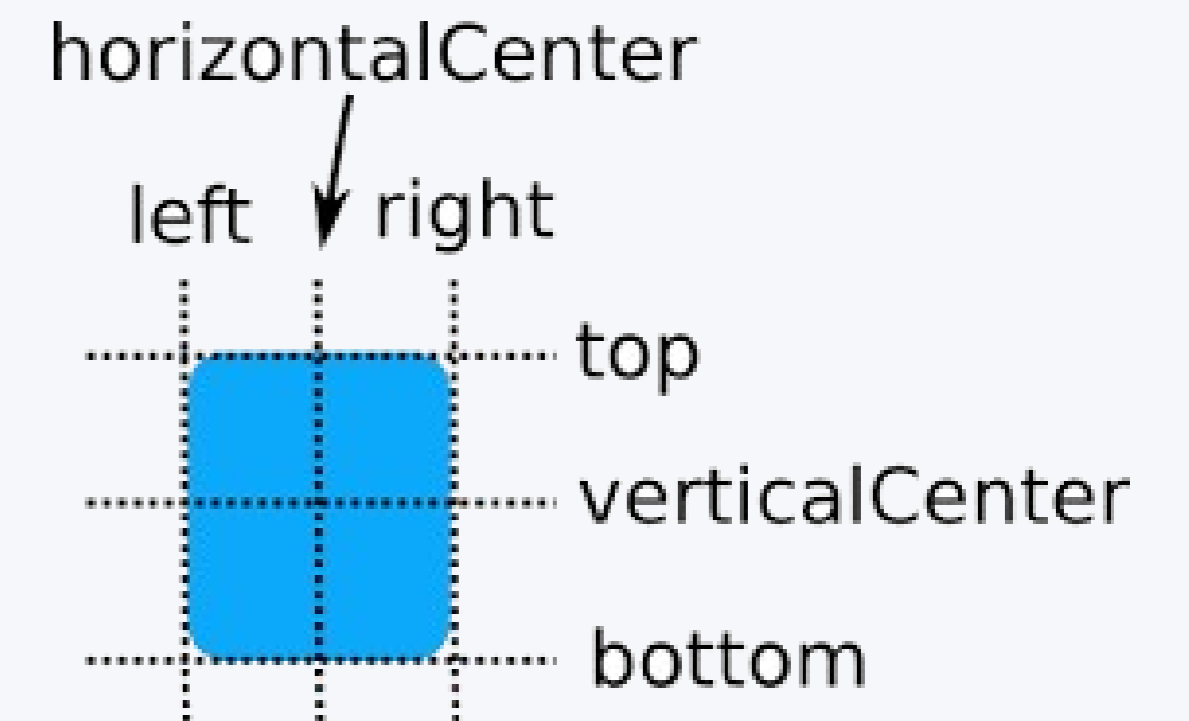 horizontalCenter
left right
top
verticalCenter
bottom